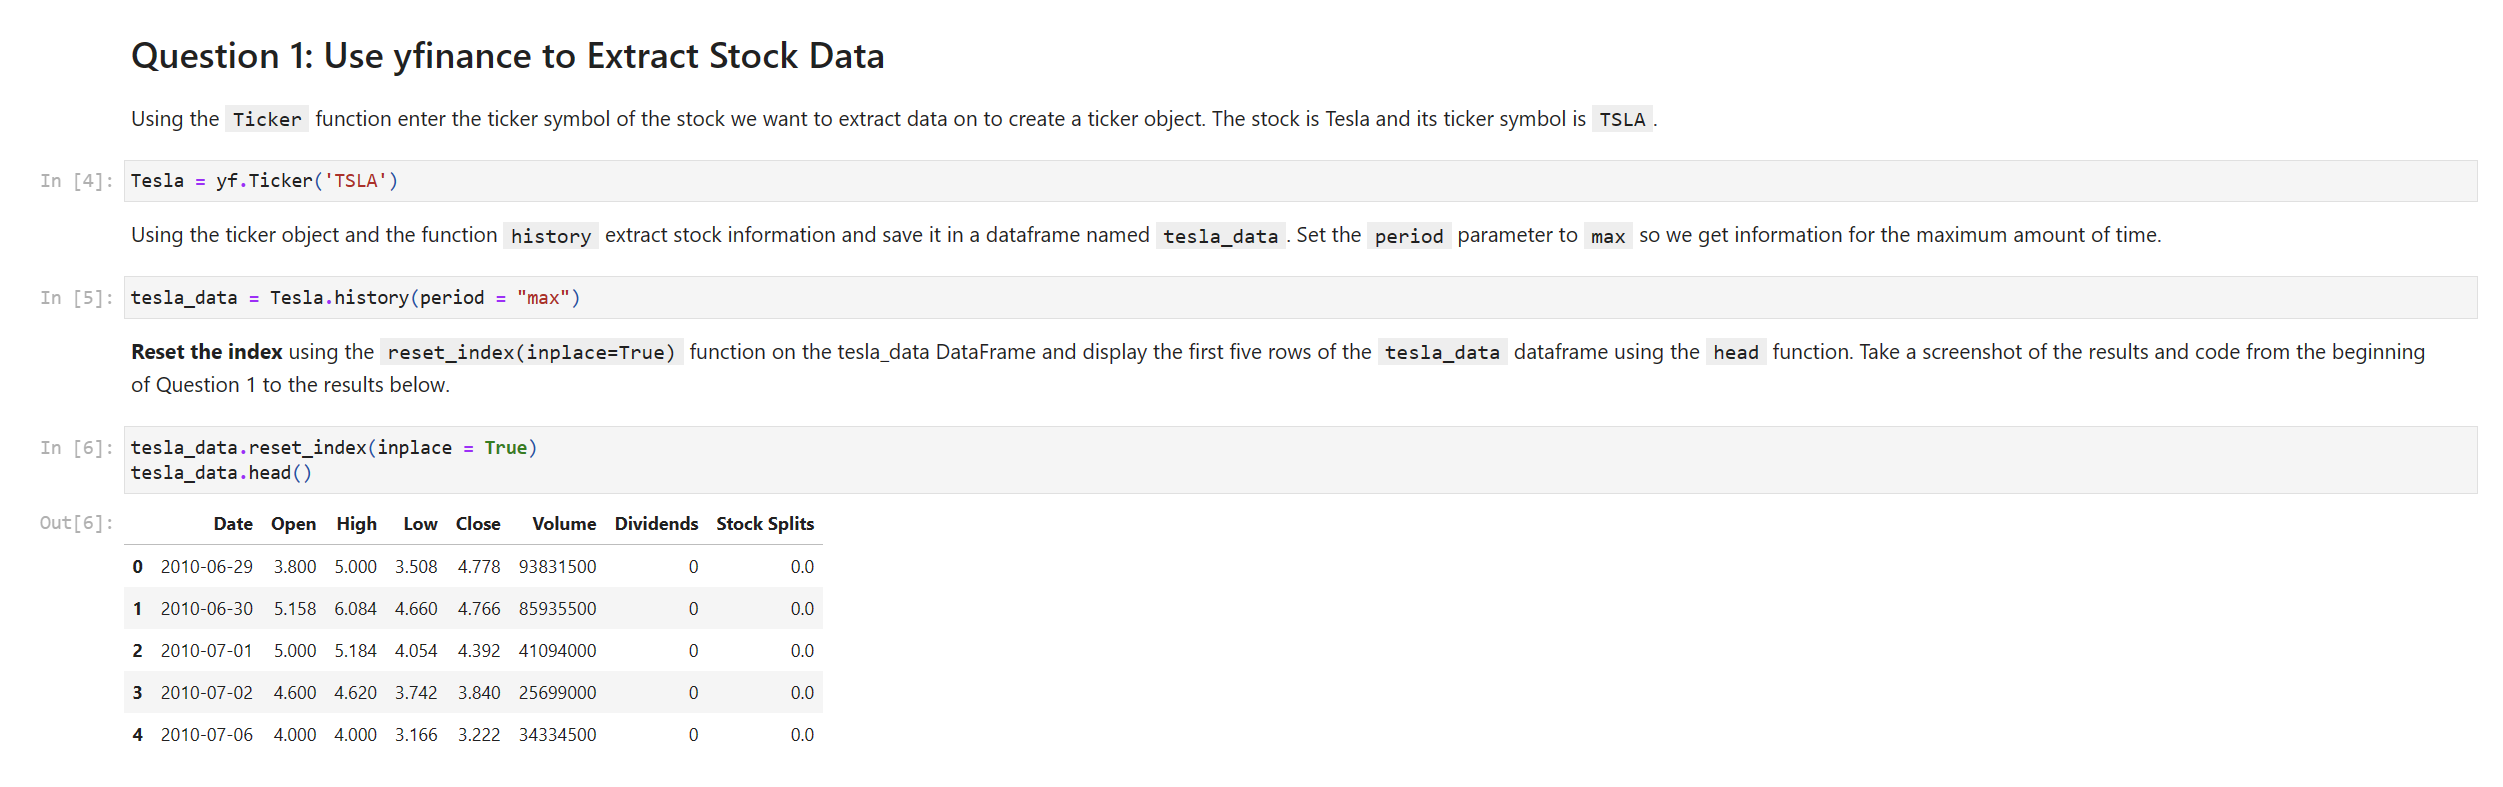 Question 1: Use yfinance to Extract Stock Data
Using the Ticker function enter the ticker symbol of the stock we want to extract data on to create a ticker object. The stock is Tesla and its ticker symbol is TSLA .
In [4]: Tesla = yf.Ticker('TSLA')
Using the ticker object and the function history extract stock information and save it in a dataframe named tesla_data . Set the period parameter to max so we get information for the maximum amount of time.
In [5]: tesla_data = Tesla.history(period = "max")
Reset the index using the reset_index(inplace=True) function on the tesla_data DataFrame and display the first five rows of the tesla_data dataframe using the head function. Take a screenshot of the results and code from the beginning
of Question 1 to the results below.
In [6]: tesla_data.reset_index(inplace = True)
tesla_data.head()
Out[6]: Date Open High Low Close Volume Dividends Stock Splits
0 2010-06-29 3.800 5.000 3.508 4.778 93831500 0 0.0
1 2010-06-30 5.158 6.084 4.660 4.766 85935500 0 0.0
2 2010-07-01 5.000 5.184 4.054 4.392 41094000 0 0.0
3 2010-07-02 4.600 4.620 3.742 3.840 25699000 0 0.0
4 2010-07-06 4.000 4.000 3.166 3.222 34334500 0 0.0